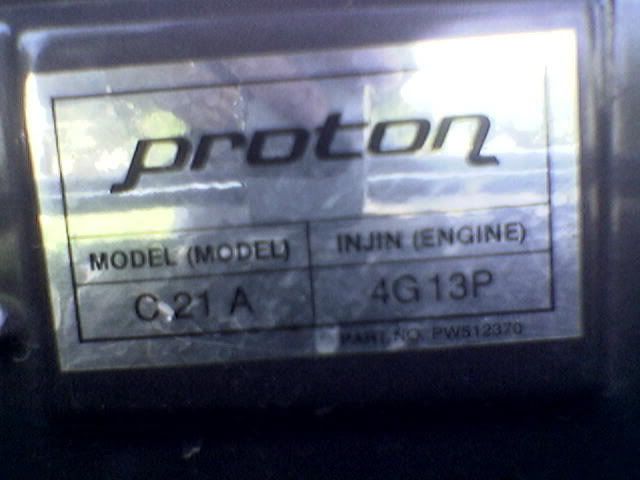 proton
MODEL (MODEL) INJIN (ENGINE)
C 21 A 4G13P
PART NO. PW512370